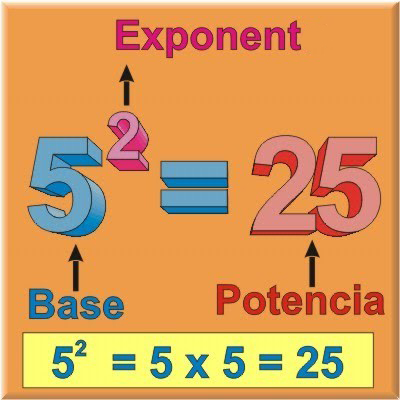 Exponent
5² = 25
Base
Potencia
5² = 5 x 5 = 25